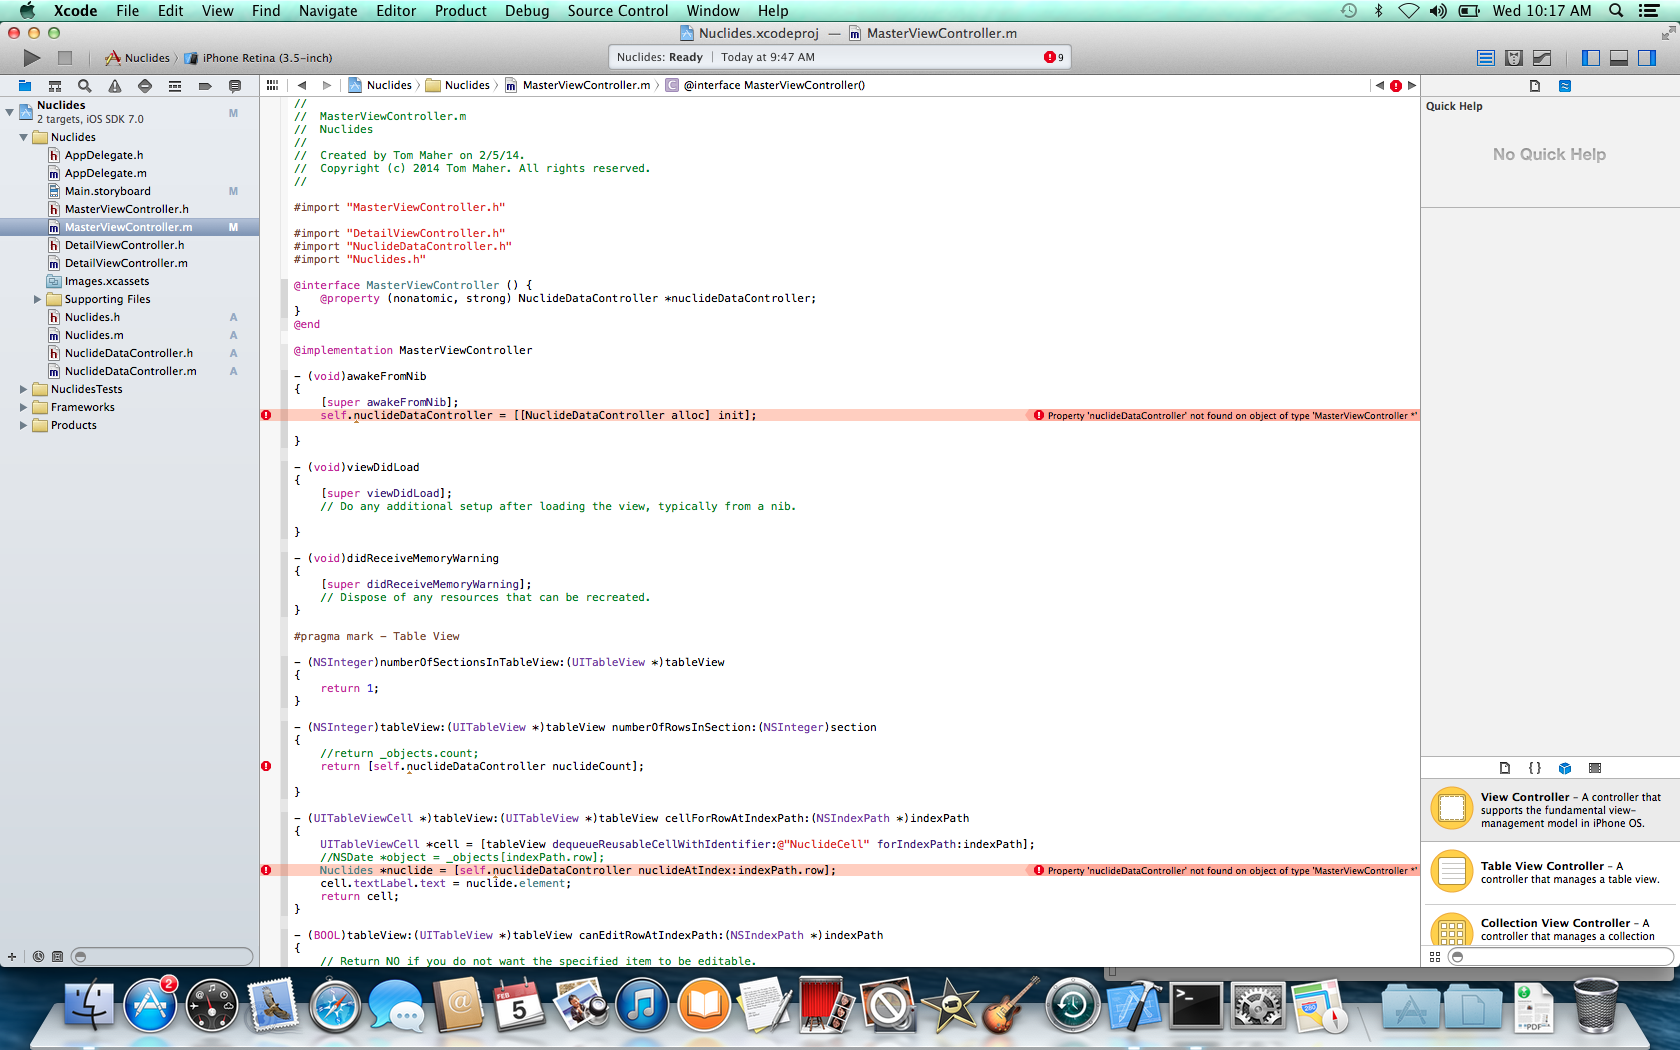 Xcode File Edit View Find Navigate Editor Product Debug Source Control Window Help Wed 10:17 AM
Nuclides.xcodeproj — MasterViewController.m
Nuclides iPhone Retina (3.5-inch)
Nuclides: Ready Today at 9:47 AM 9
Nuclides Nuclides MasterViewController.m @interface MasterViewController()
Nuclides
2 targets, iOS SDK 7.0
M
Nuclides
AppDelegate.h
AppDelegate.m
Main.storyboard M
MasterViewController.h
MasterViewController.m M
DetailViewController.h
DetailViewController.m
Images.xcassets
Supporting Files
Nuclides.h A
Nuclides.m A
NuclideDataController.h A
NuclideDataController.m A
NuclidesTests
Frameworks
Products
//
// MasterViewController.m
// Nuclides
//
// Created by Tom Maher on 2/5/14.
// Copyright (c) 2014 Tom Maher. All rights reserved.
//
#import "MasterViewController.h"
#import "DetailViewController.h"
#import "NuclideDataController.h"
#import "Nuclides.h"
@interface MasterViewController () {
@property (nonatomic, strong) NuclideDataController *nuclideDataController;
}
@end
@implementation MasterViewController
- (void)awakeFromNib
{
[super awakeFromNib];
self.nuclideDataController = [[NuclideDataController alloc] init];
Property 'nuclideDataController' not found on object of type 'MasterViewController *'
}
- (void)viewDidLoad
{
[super viewDidLoad];
// Do any additional setup after loading the view, typically from a nib.
}
- (void)didReceiveMemoryWarning
{
[super didReceiveMemoryWarning];
// Dispose of any resources that can be recreated.
}
#pragma mark - Table View
- (NSInteger)numberOfSectionsInTableView:(UITableView *)tableView
{
return 1;
}
- (NSInteger)tableView:(UITableView *)tableView numberOfRowsInSection:(NSInteger)section
{
//return _objects.count;
return [self.nuclideDataController nuclideCount];
}
- (UITableViewCell *)tableView:(UITableView *)tableView cellForRowAtIndexPath:(NSIndexPath *)indexPath
{
UITableViewCell *cell = [tableView dequeueReusableCellWithIdentifier:@"NuclideCell" forIndexPath:indexPath];
//NSDate *object = _objects[indexPath.row];
Nuclides *nuclide = [self.nuclideDataController nuclideAtIndex:indexPath.row];
Property 'nuclideDataController' not found on object of type 'MasterViewController *'
cell.textLabel.text = nuclide.element;
return cell;
}
- (BOOL)tableView:(UITableView *)tableView canEditRowAtIndexPath:(NSIndexPath *)indexPath
{
// Return NO if you do not want the specified item to be editable.
Quick Help
No Quick Help
{ }
View Controller - A controller that
supports the fundamental view-
management model in iPhone OS.
Table View Controller - A
controller that manages a table view.
Collection View Controller - A
controller that manages a collection
2
FEB
5
PDF